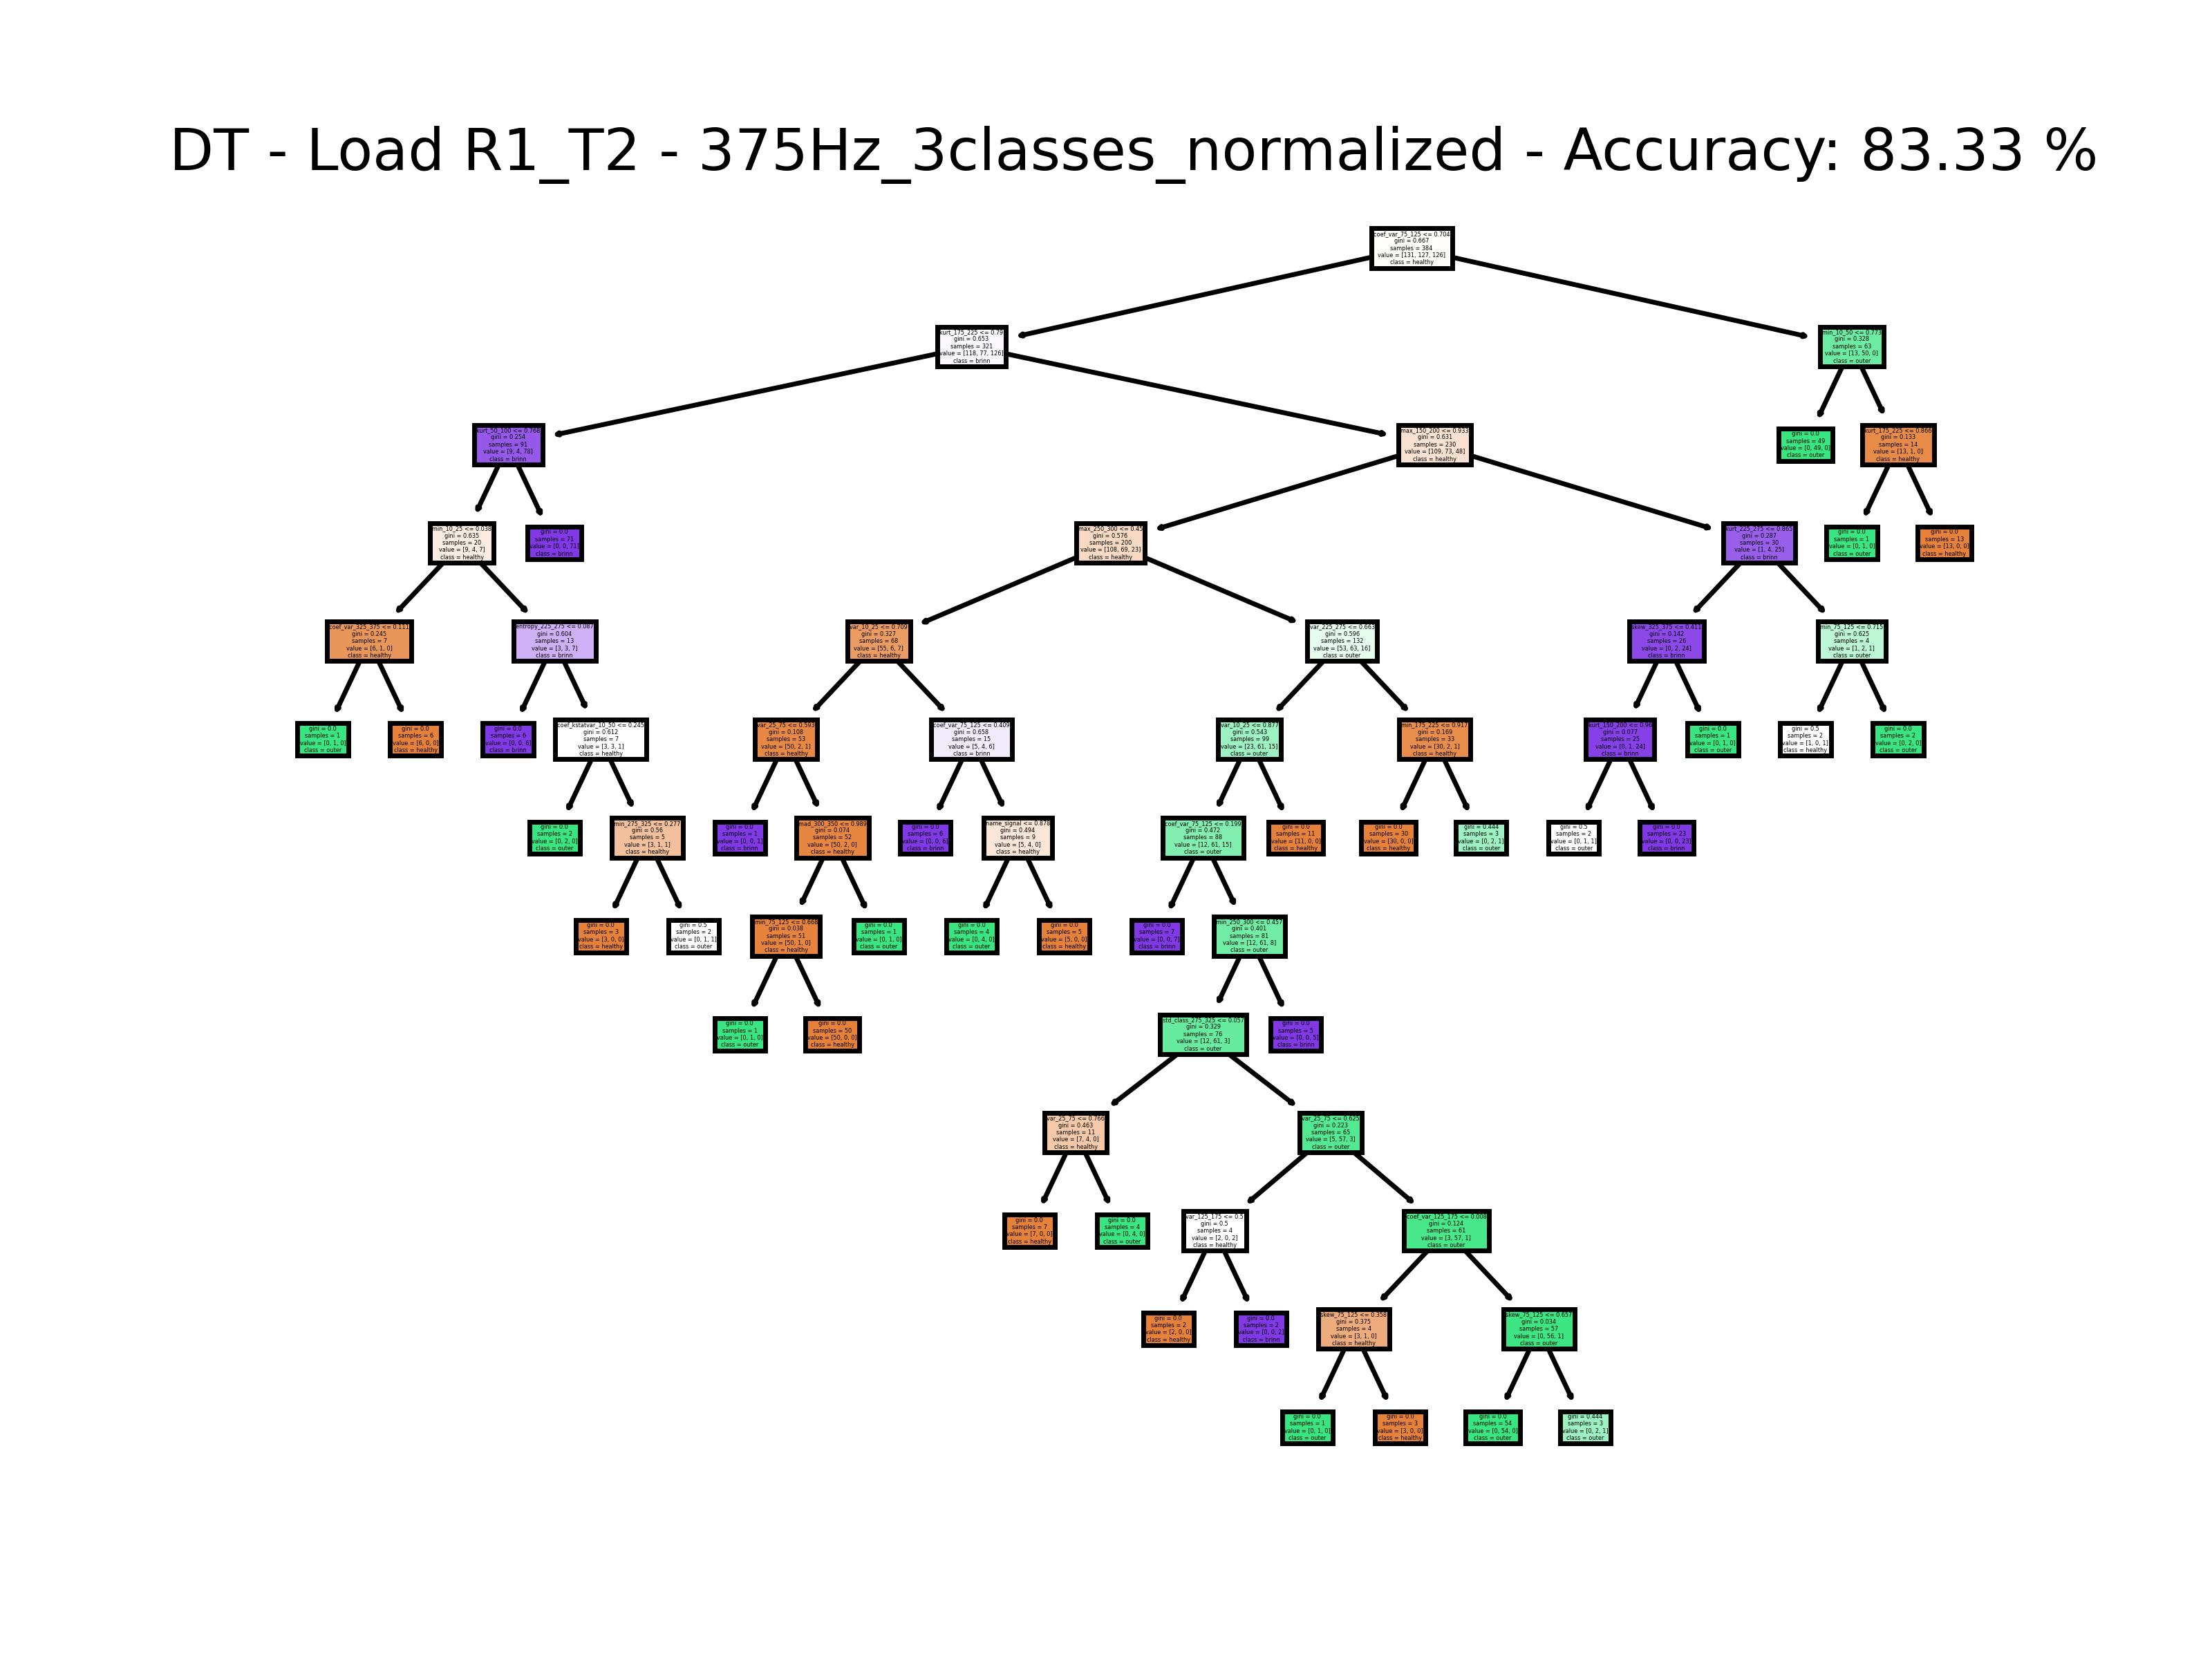 DT - Load R1_T2 - 375Hz_3classes_normalized - Accuracy: 83.33 %
coef_var_75_125 <= 0.704
gini = 0.667
samples = 384
value = [131, 127, 126]
class = healthy
kurt_175_225 <= 0.79
gini = 0.653
samples = 321
value = [118, 77, 126]
class = brinn
gini = 0.328
samples = 63
value = [13, 50, 0]
class = outer
gini = 0.254
samples = 91
value = [9, 4, 78]
class = brinn
max_150_200 <= 0.933
gini = 0.631
samples = 230
value = [109, 73, 48]
class = healthy
gini = 0.0
samples = 49
value = [0, 49, 0]
class = outer
kurt_175_225 <= 0.866
gini = 0.133
samples = 14
value = [13, 1, 0]
class = healthy
min_10_25 <= 0.038
gini = 0.635
samples = 20
value = [9, 4, 7]
class = healthy
gini = 0.0
samples = 71
value = [0, 0, 71]
class = brinn
max_250_300 <= 0.45
gini = 0.576
samples = 200
value = [108, 69, 23]
class = healthy
gini = 0.287
samples = 30
value = [1, 4, 25]
class = brinn
gini = 0.0
samples = 1
value = [0, 1, 0]
class = outer
gini = 0.0
samples = 13
value = [13, 0, 0]
class = healthy
gini = 0.245
samples = 7
value = [6, 1, 0]
class = healthy
entropy_225_275 <= 0.087
gini = 0.604
samples = 13
value = [3, 3, 7]
class = brinn
var_10_25 <= 0.709
gini = 0.327
samples = 68
value = [55, 6, 7]
class = healthy
var_225_275 <= 0.663
gini = 0.596
samples = 132
value = [53, 63, 16]
class = outer
gini = 0.142
samples = 26
value = [0, 2, 24]
class = brinn
min_75_125 <= 0.715
gini = 0.625
samples = 4
value = [1, 2, 1]
class = outer
gini = 0.0
samples = 1
value = [0, 1, 0]
class = outer
gini = 0.0
samples = 6
value = [6, 0, 0]
class = healthy
gini = 0.0
samples = 6
value = [0, 0, 6]
class = brinn
coef_kstatvar_10_50 <= 0.245
gini = 0.612
samples = 7
value = [3, 3, 1]
class = healthy
gini = 0.108
samples = 53
value = [50, 2, 1]
class = healthy
coef_var_75_125 <= 0.409
gini = 0.658
samples = 15
value = [5, 4, 6]
class = brinn
var_10_25 <= 0.877
gini = 0.543
samples = 99
value = [23, 61, 15]
class = outer
min_175_225 <= 0.917
gini = 0.169
samples = 33
value = [30, 2, 1]
class = healthy
gini = 0.077
samples = 25
value = [0, 1, 24]
class = brinn
gini = 0.0
samples = 1
value = [0, 1, 0]
class = outer
gini = 0.5
samples = 2
value = [1, 0, 1]
class = healthy
gini = 0.0
samples = 2
value = [0, 2, 0]
class = outer
gini = 0.0
samples = 2
value = [0, 2, 0]
class = outer
min_275_325 <= 0.277
gini = 0.56
samples = 5
value = [3, 1, 1]
class = healthy
gini = 0.0
samples = 1
value = [0, 0, 1]
class = brinn
mad_300_350 <= 0.989
gini = 0.074
samples = 52
value = [50, 2, 0]
class = healthy
gini = 0.0
samples = 6
value = [0, 0, 6]
class = brinn
name_signal <= 0.878
gini = 0.494
samples = 9
value = [5, 4, 0]
class = healthy
coef_var_75_125 <= 0.199
gini = 0.472
samples = 88
value = [12, 61, 15]
class = outer
gini = 0.0
samples = 11
value = [11, 0, 0]
class = healthy
gini = 0.0
samples = 30
value = [30, 0, 0]
class = healthy
gini = 0.444
samples = 3
value = [0, 2, 1]
class = outer
gini = 0.5
samples = 2
value = [0, 1, 1]
class = outer
gini = 0.0
samples = 23
value = [0, 0, 23]
class = brinn
gini = 0.0
samples = 3
value = [3, 0, 0]
class = healthy
gini = 0.5
samples = 2
value = [0, 1, 1]
class = outer
min_75_125 <= 0.668
gini = 0.038
samples = 51
value = [50, 1, 0]
class = healthy
gini = 0.0
samples = 1
value = [0, 1, 0]
class = outer
gini = 0.0
samples = 4
value = [0, 4, 0]
class = outer
gini = 0.0
samples = 5
value = [5, 0, 0]
class = healthy
gini = 0.0
samples = 7
value = [0, 0, 7]
class = brinn
min_250_300 <= 0.457
gini = 0.401
samples = 81
value = [12, 61, 8]
class = outer
gini = 0.0
samples = 1
value = [0, 1, 0]
class = outer
gini = 0.0
samples = 50
value = [50, 0, 0]
class = healthy
std_class_275_325 <= 0.057
gini = 0.329
samples = 76
value = [12, 61, 3]
class = outer
gini = 0.0
samples = 5
value = [0, 0, 5]
class = brinn
var_25_75 <= 0.766
gini = 0.463
samples = 11
value = [7, 4, 0]
class = healthy
var_25_75 <= 0.625
gini = 0.223
samples = 65
value = [5, 57, 3]
class = outer
gini = 0.0
samples = 7
value = [7, 0, 0]
class = healthy
gini = 0.0
samples = 4
value = [0, 4, 0]
class = outer
var_125_175 <= 0.5
gini = 0.5
samples = 4
value = [2, 0, 2]
class = healthy
coef_var_125_175 <= 0.008
gini = 0.124
samples = 61
value = [3, 57, 1]
class = outer
gini = 0.0
samples = 2
value = [2, 0, 0]
class = healthy
gini = 0.0
samples = 2
value = [0, 0, 2]
class = brinn
skew_75_125 <= 0.358
gini = 0.375
samples = 4
value = [3, 1, 0]
class = healthy
skew_75_125 <= 0.657
gini = 0.034
samples = 57
value = [0, 56, 1]
class = outer
gini = 0.0
samples = 1
value = [0, 1, 0]
class = outer
gini = 0.0
samples = 3
value = [3, 0, 0]
class = healthy
gini = 0.0
samples = 54
value = [0, 54, 0]
class = outer
gini = 0.444
samples = 3
value = [0, 2, 1]
class = outer